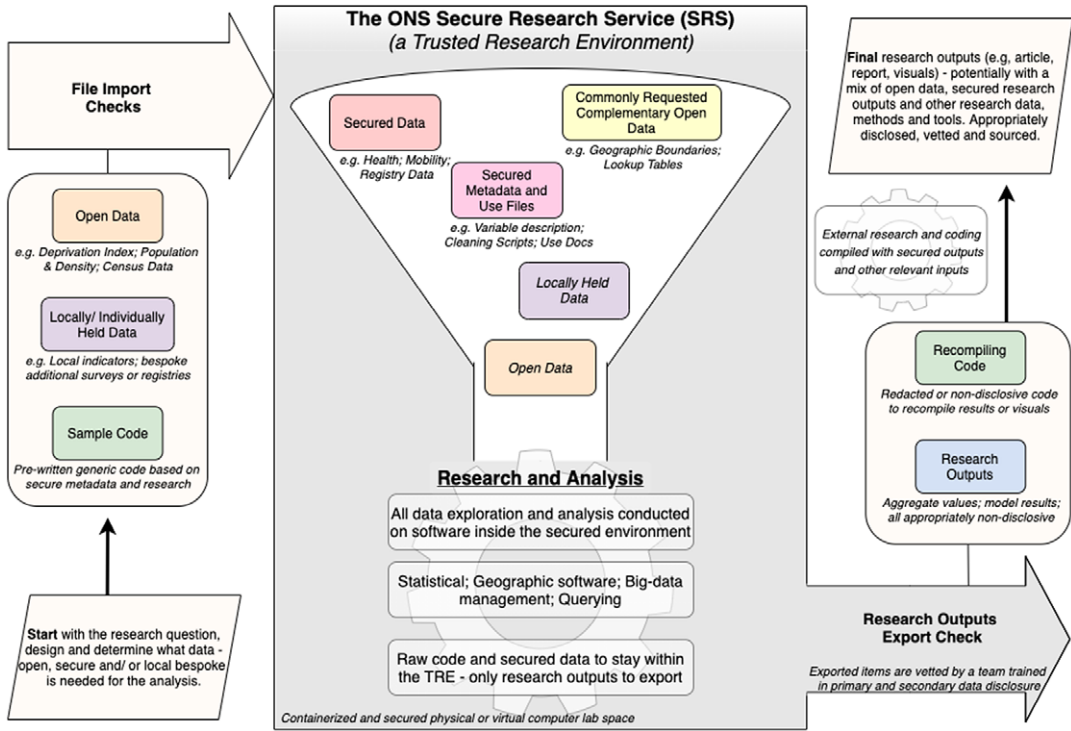 The ONS Secure Research Service (SRS)
(a Trusted Research Environment)
File Import
Checks
Open Data
e.g. Deprivation Index; Population
& Density; Census Data
Locally/ Individually
Held Data
e.g. Local indicators; bespoke
additional surveys or registries
Sample Code
Pre-written generic code based on
secure metadata and research
Start with the research question,
design and determine what data -
open, secure and/ or local bespoke
is needed for the analysis.
Secured Data
e.g. Health; Mobility;
Registry Data
Commonly Requested
Complementary Open
Data
e.g. Geographic Boundaries;
Lookup Tables
Secured
Metadata and
Use Files
e.g. Variable description;
Cleaning Scripts; Use Docs
Locally Held
Data
Open Data
Research and Analysis
All data exploration and analysis conducted
on software inside the secured environment
Statistical; Geographic software; Big-data
management; Querying
Raw code and secured data to stay within
the TRE - only research outputs to export
Containerized and secured physical or virtual computer lab space
Final research outputs (e.g, article,
report, visuals) - potentially with a
mix of open data, secured research
outputs and other research data,
methods and tools. Appropriately
disclosed, vetted and sourced.
External research and coding
compiled with secured outputs
and other relevant inputs
Recompiling
Code
Redacted or non-disclosive code
to recompile results or visuals
Research
Outputs
Aggregate values; model results;
all appropriately non-disclosive
Research Outputs
Export Check
Exported items are vetted by a team trained
in primary and secondary data disclosure